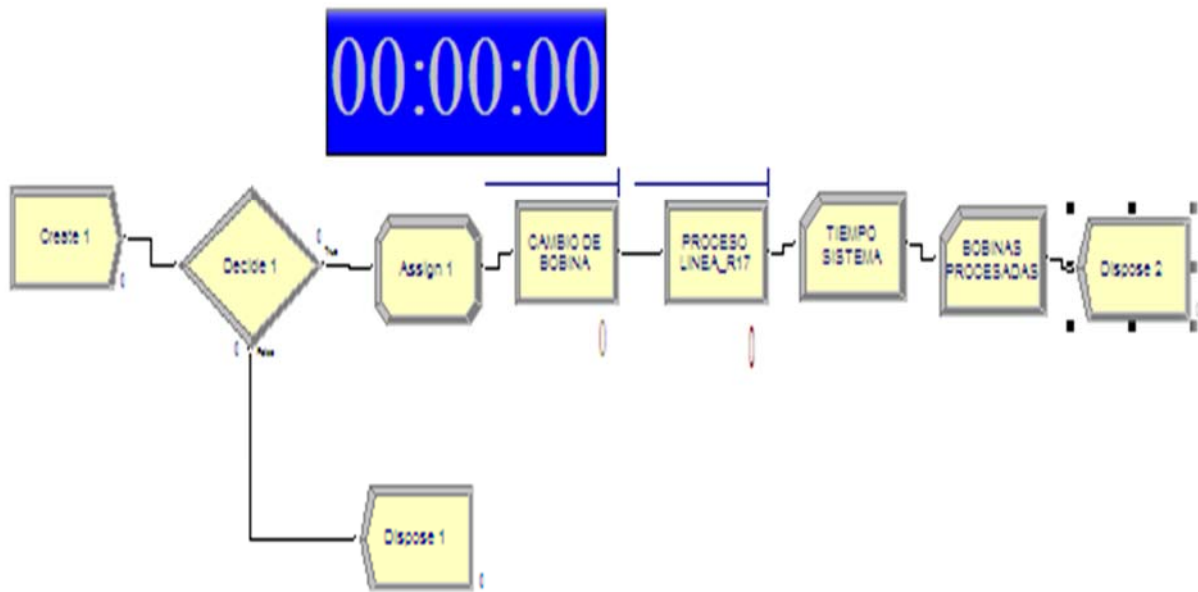 00:00:00
Create 1
0
Decide 1
0
True
0
False
Assign 1
CAMBIO DE
BOBINA
0
PROCESO
LINEA_R17
0
TIEMPO
SISTEMA
BOBINAS
PROCESADAS
Dispose 2
Dispose 1
0